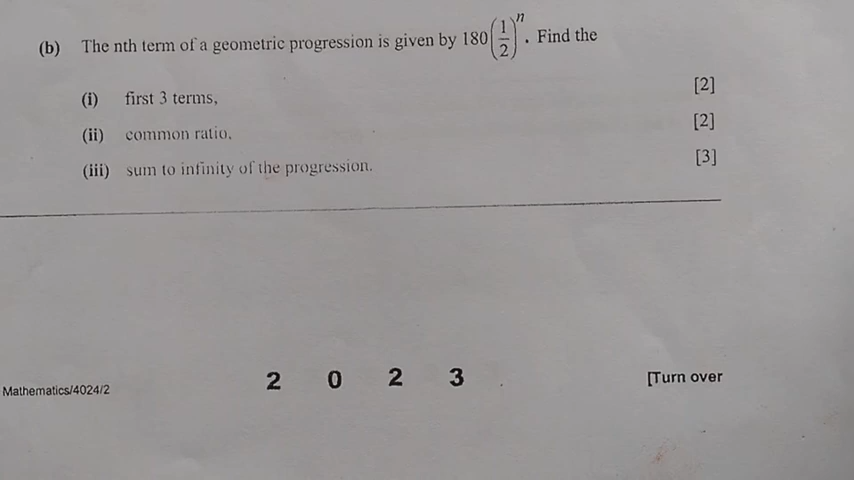 (b) The nth term of a geometric progression is given by 180(1/2)^n. Find the
(i) first 3 terms, [2]
(ii) common ratio, [2]
(iii) sum to infinity of the progression. [3]
Mathematics/4024/2 2 0 2 3 [Turn over